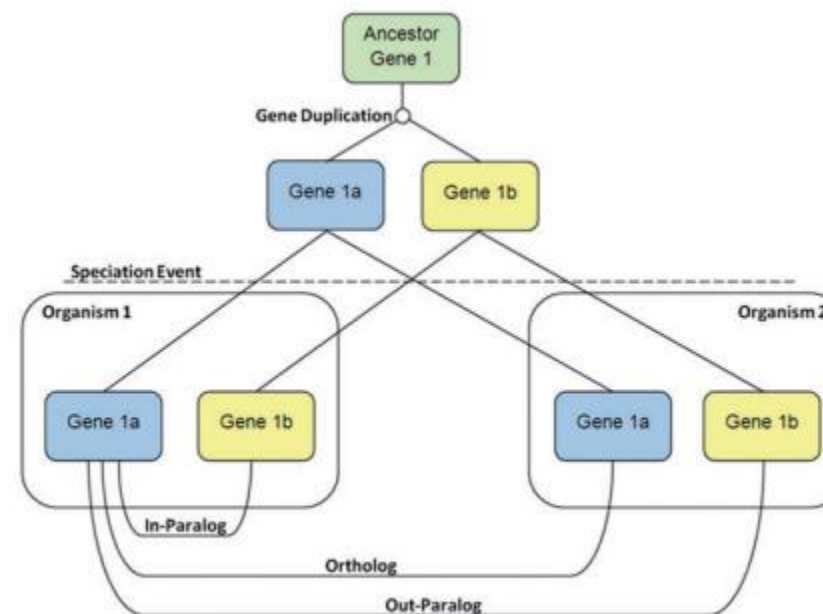 Ancestor
Gene 1
Gene Duplication
Gene 1a
Gene 1b
Speciation Event
Organism 1
Organism 2
Gene 1a
Gene 1b
Gene 1a
Gene 1b
In-Paralog
Ortholog
Out-Paralog